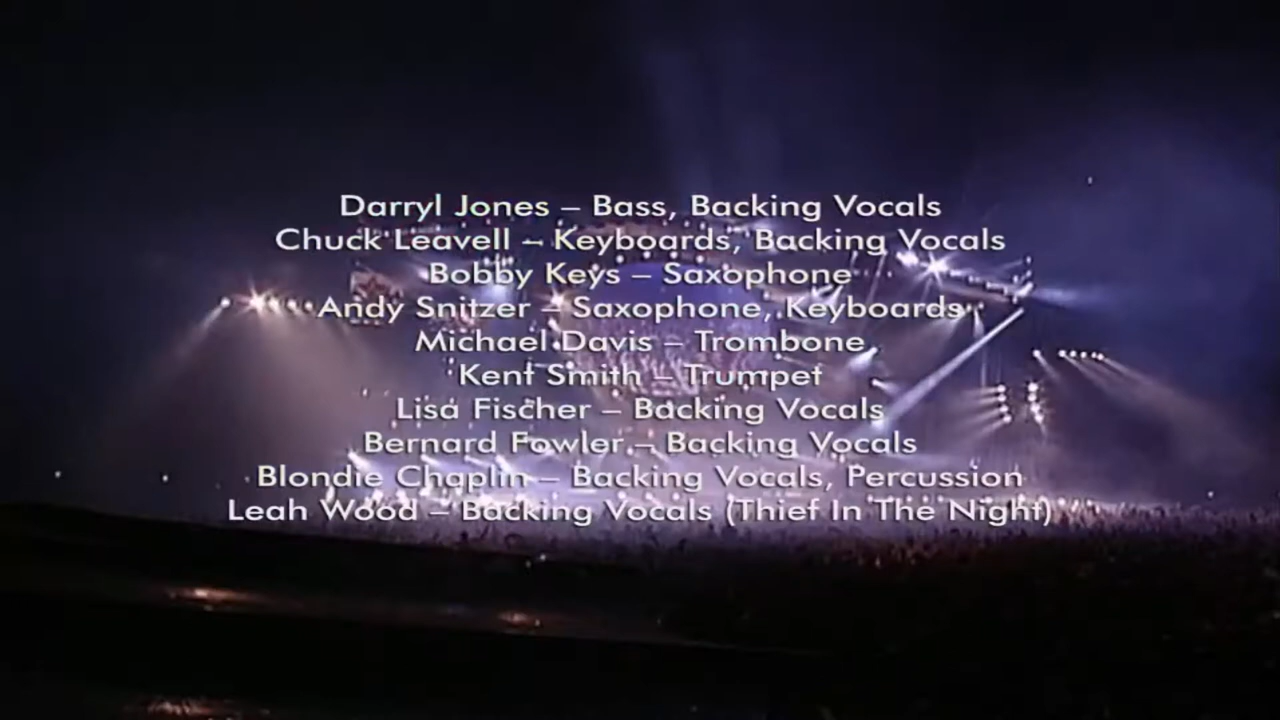 Darryl Jones – Bass, Backing Vocals
Chuck Leavell – Keyboards, Backing Vocals
Bobby Keys – Saxophone
Andy Snitzer – Saxophone, Keyboards
Michael Davis – Trombone
Kent Smith – Trumpet
Lisa Fischer – Backing Vocals
Bernard Fowler – Backing Vocals
Blondie Chaplin – Backing Vocals, Percussion
Leah Wood – Backing Vocals (Thief In The Night)